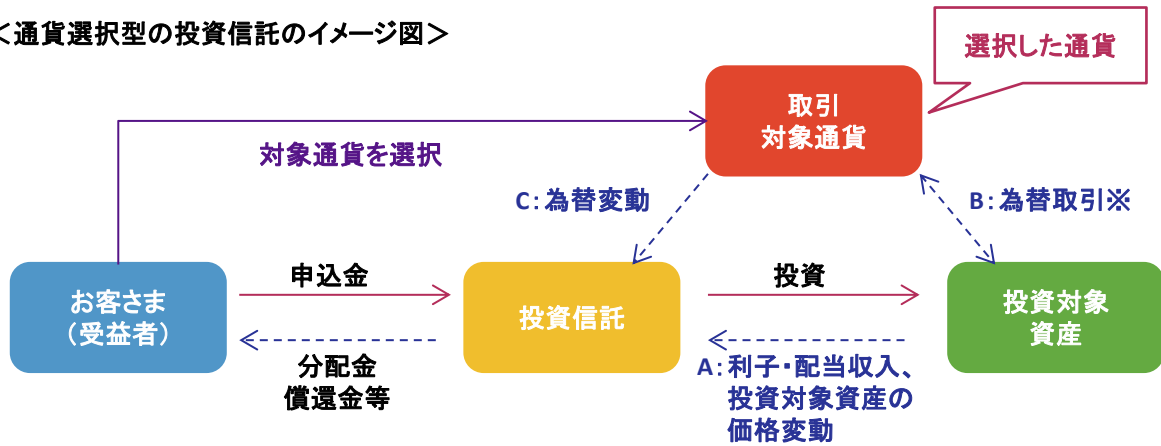 ＜通貨選択型の投資信託のイメージ図＞
選択した通貨
取引
対象通貨
対象通貨を選択
C：為替変動
B：為替取引※
申込金
投資
お客さま
（受益者）
投資信託
投資対象
資産
分配金
償還金等
A：利子・配当収入、
投資対象資産の
価格変動